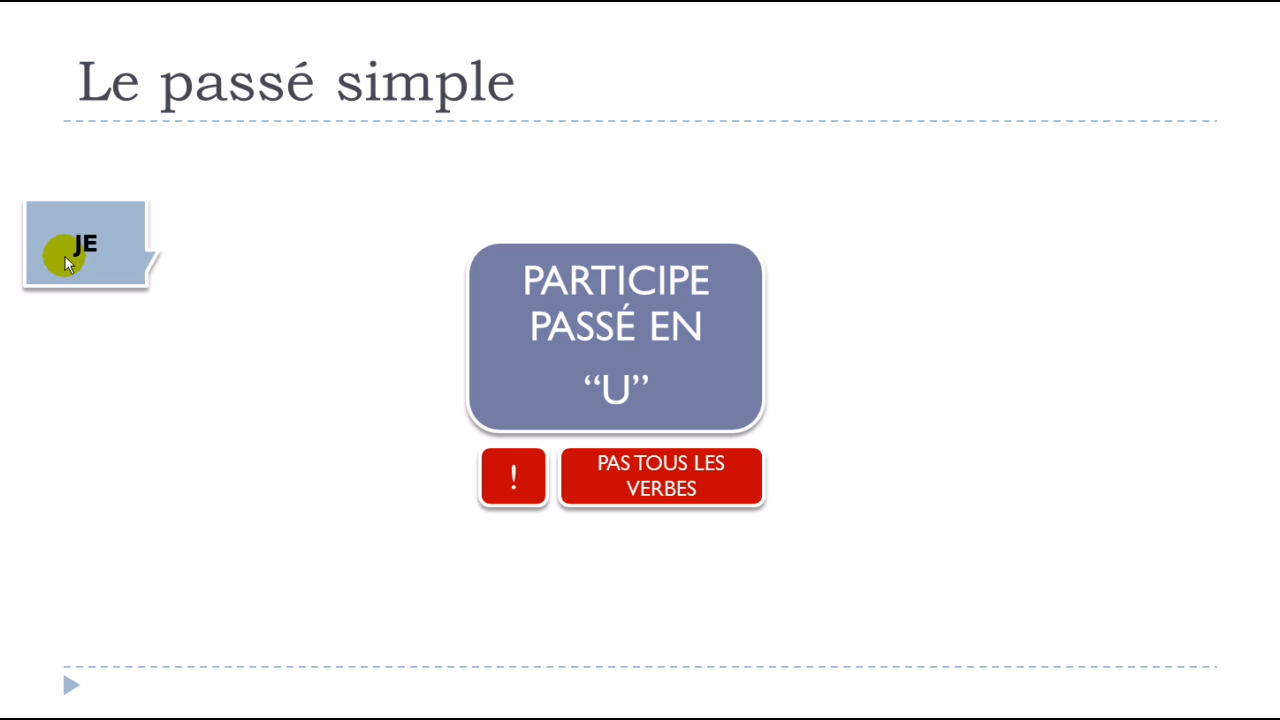 Le passé simple
JE
PARTICIPE
PASSÉ EN
“U”
!
PAS TOUS LES
VERBES